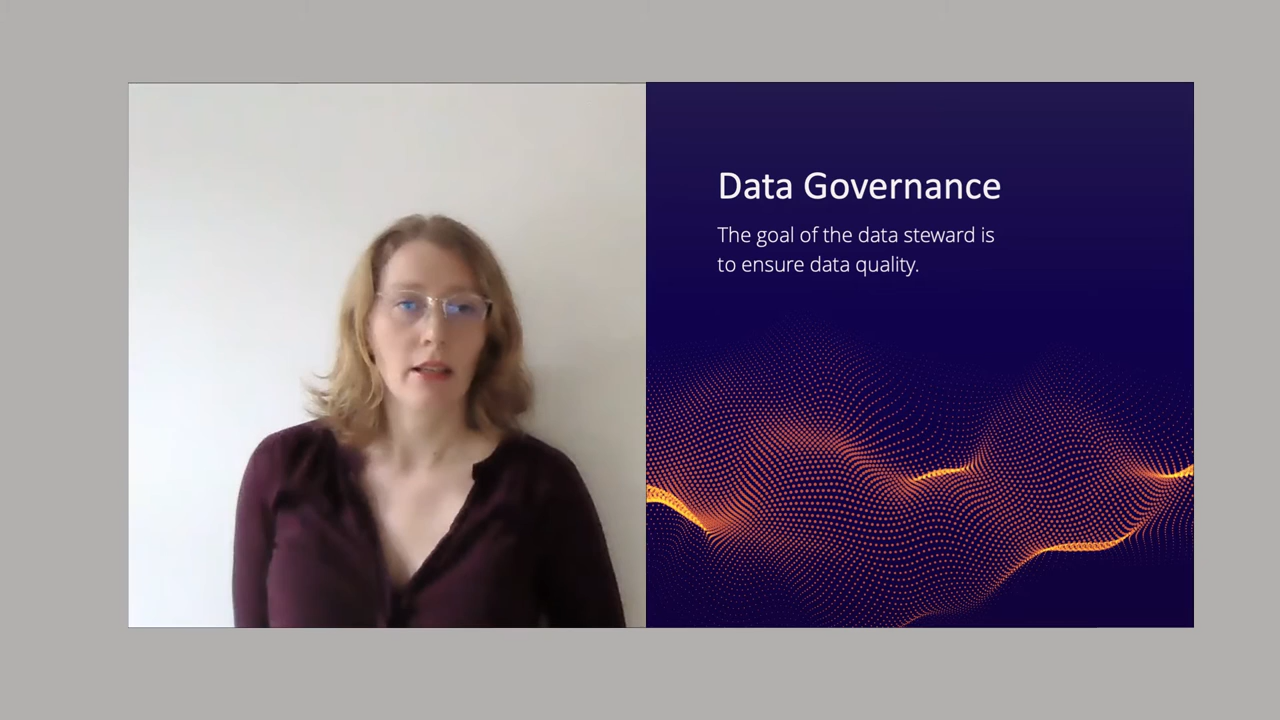 Data Governance
The goal of the data steward is
to ensure data quality.